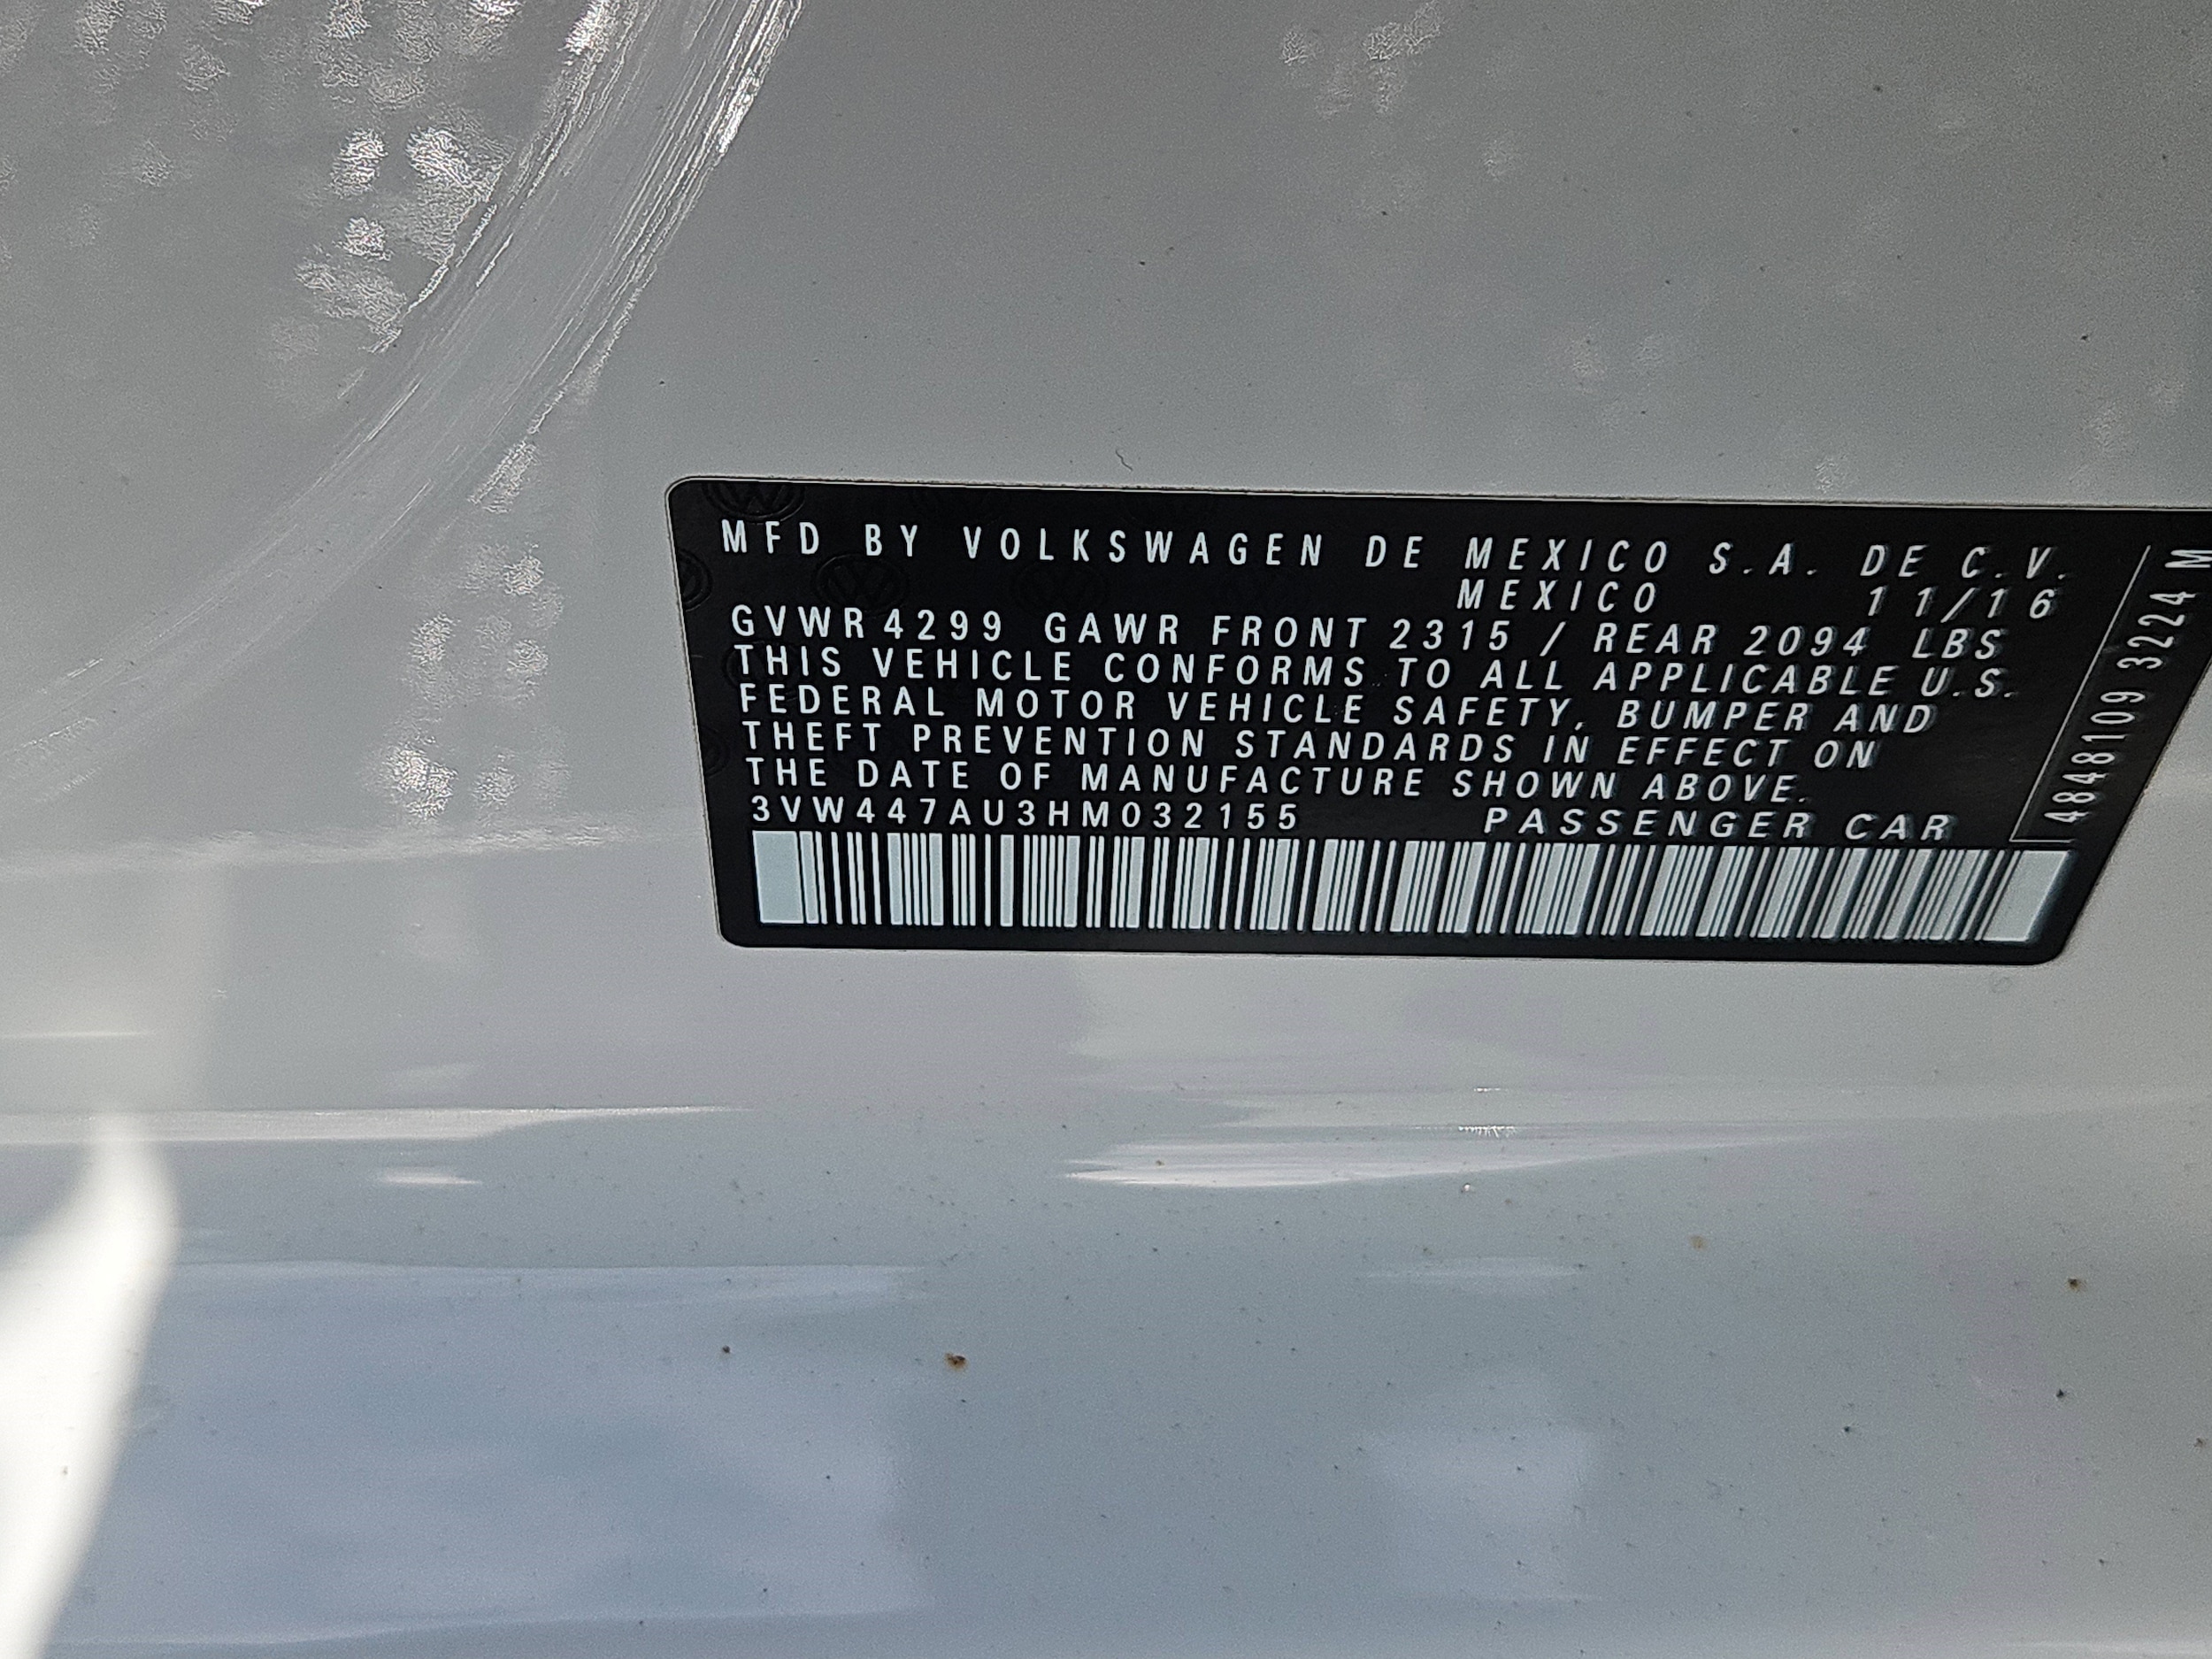 MFD BY VOLKSWAGEN DE MEXICO S.A. DE C.V.
MEXICO 11/16
GVWR 4299 GAWR FRONT 2315 / REAR 2094 LBS
THIS VEHICLE CONFORMS TO ALL APPLICABLE U.S.
FEDERAL MOTOR VEHICLE SAFETY, BUMPER AND
THEFT PREVENTION STANDARDS IN EFFECT ON
THE DATE OF MANUFACTURE SHOWN ABOVE.
3VW447AU3HM032155 PASSENGER CAR
4848109 3224 M